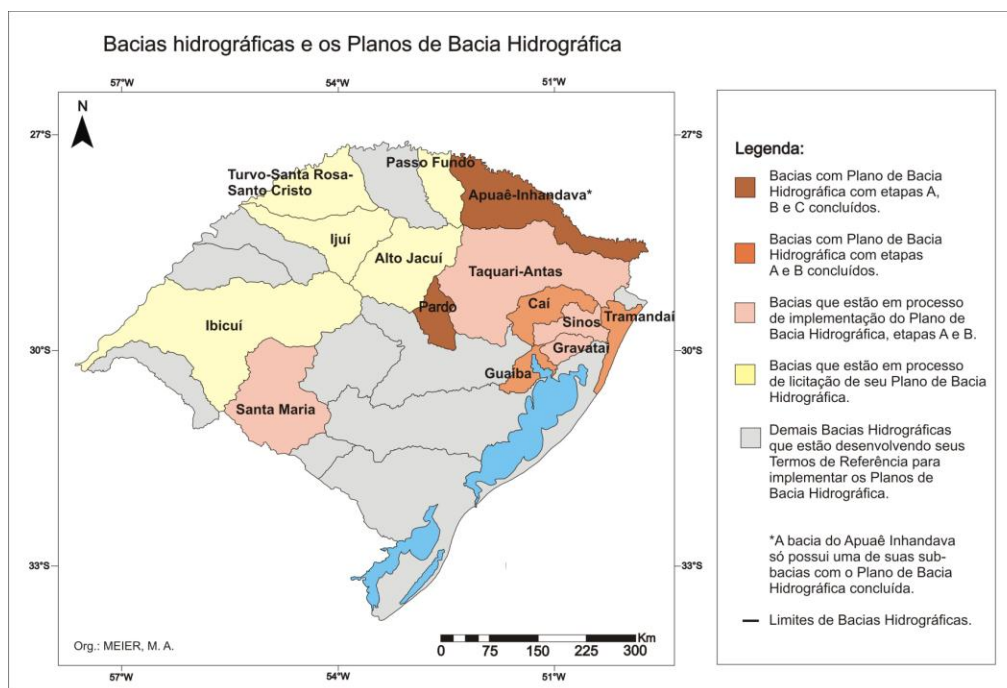 Bacias hidrográficas e os Planos de Bacia Hidrográfica
57°W
54°W
51°W
N
27°S
27°S
30°S
30°S
33°S
33°S
Turvo-Santa Rosa-
Santo Cristo
Passo Fundo
Apuaê-Inhandava*
Ijuí
Alto Jacuí
Taquari-Antas
Pardo
Caí
Tramandaí
Sinos
Ibicuí
Gravataí
Guaíba
Santa Maria
Org.: MEIER, M. A.
Km
0 75 150 225 300
57°W
54°W
51°W
Legenda:
Bacias com Plano de Bacia
Hidrográfica com etapas A,
B e C concluídos.
Bacias com Plano de Bacia
Hidrográfica com etapas
A e B concluídos.
Bacias que estão em processo
de implementação do Plano de
Bacia Hidrográfica, etapas A e B.
Bacias que estão em processo
de licitação de seu Plano de Bacia
Hidrográfica.
Demais Bacias Hidrográficas
que estão desenvolvendo seus
Termos de Referência para
implementar os Planos de
Bacia Hidrográfica.
*A bacia do Apuaê Inhandava
só possui uma de suas sub-
bacias com o Plano de Bacia
Hidrográfica concluída.
Limites de Bacias Hidrográficas.